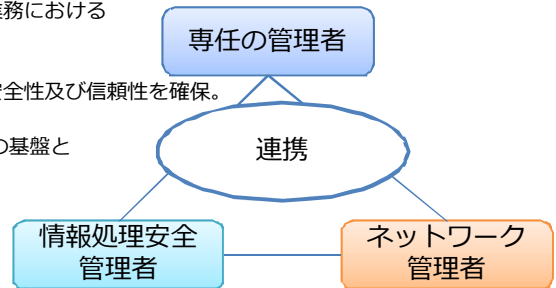 業務における
専任の管理者
安全性及び信頼性を確保。
の基盤と
連携
情報処理安全
管理者
ネットワーク
管理者